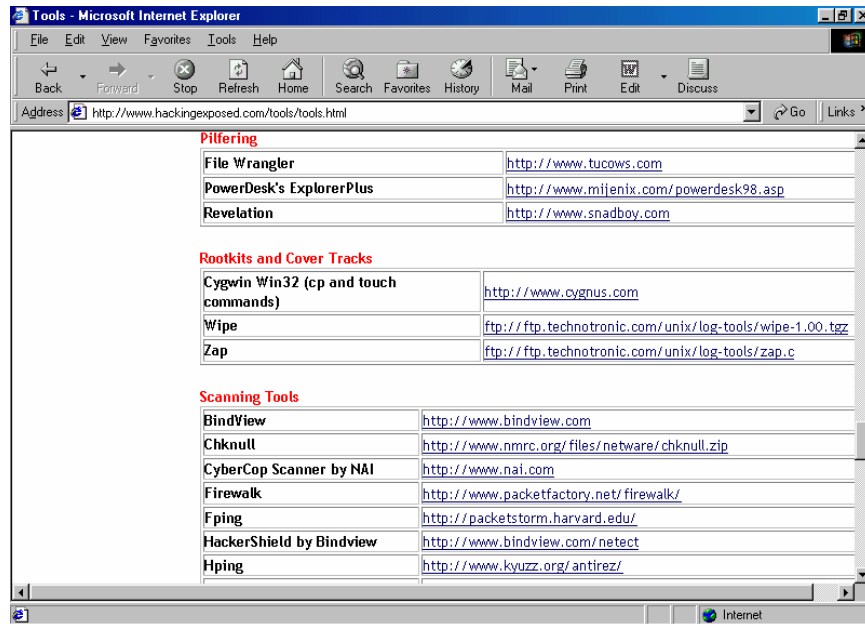 Tools - Microsoft Internet Explorer
File Edit View Favorites Tools Help
Back Forward Stop Refresh Home Search Favorites History Mail Print Edit Discuss
Address http://www.hackingexposed.com/tools/tools.html Go Links
Pilfering
File Wrangler http://www.tucows.com
PowerDesk's ExplorerPlus http://www.mijenix.com/powerdesk98.asp
Revelation http://www.snadboy.com
Rootkits and Cover Tracks
Cygwin Win32 (cp and touch
commands) http://www.cygnus.com
Wipe ftp://ftp.technotronic.com/unix/log-tools/wipe-1.00.tgz
Zap ftp://ftp.technotronic.com/unix/log-tools/zap.c
Scanning Tools
BindView http://www.bindview.com
Chknull http://www.nmrc.org/files/netware/chknull.zip
CyberCop Scanner by NAI http://www.nai.com
Firewalk http://www.packetfactory.net/firewalk/
Fping http://packetstorm.harvard.edu/
HackerShield by Bindview http://www.bindview.com/netect
Hping http://www.kyuzz.org/antirez/
Internet